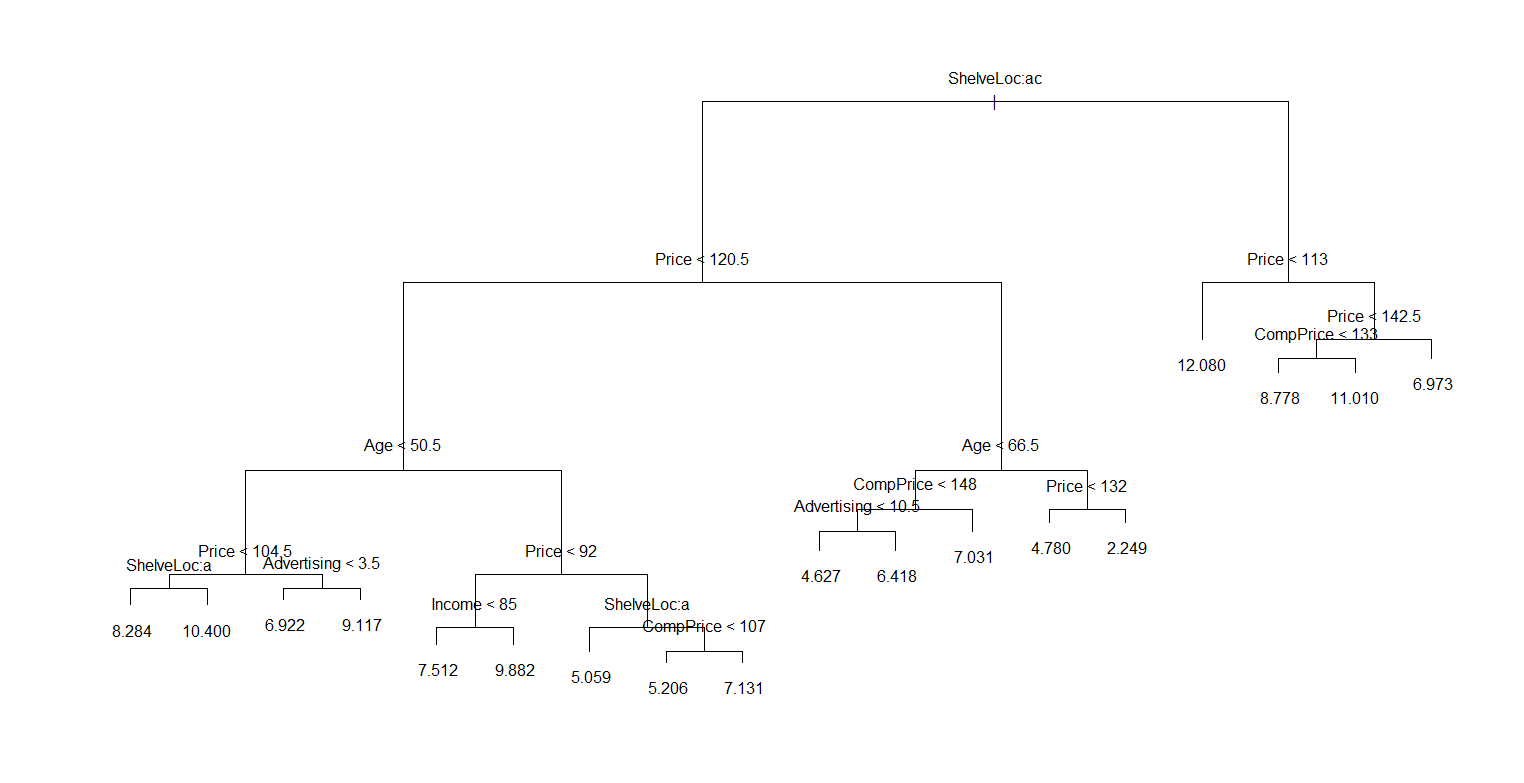 ShelveLoc:ac
Price < 120.5
Price < 113
Price < 142.5
CompPrice < 133
12.080
8.778
11.010
6.973
Age < 50.5
Age < 66.5
CompPrice < 148
Price < 132
Advertising < 10.5
4.627
6.418
7.031
4.780
2.249
Price < 104.5
ShelveLoc:a
Advertising < 3.5
8.284
10.400
6.922
9.117
Price < 92
Income < 85
ShelveLoc:a
CompPrice < 107
7.512
9.882
5.059
5.206
7.131